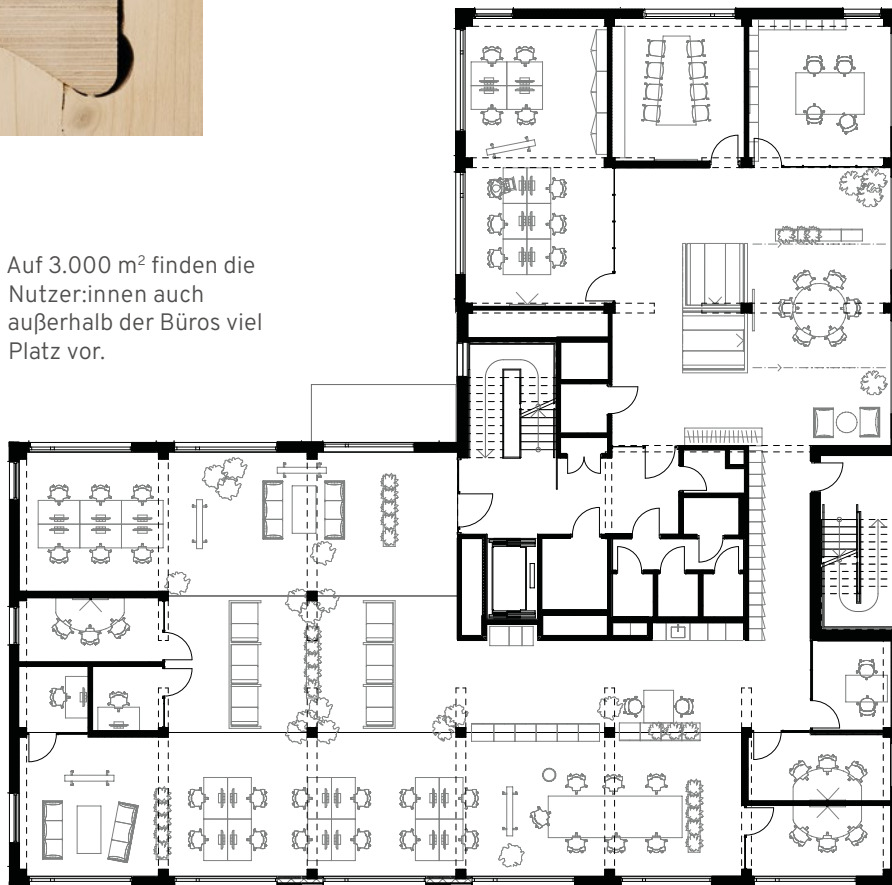 Auf 3.000 m² finden die
Nutzer:innen auch
außerhalb der Büros viel
Platz vor.